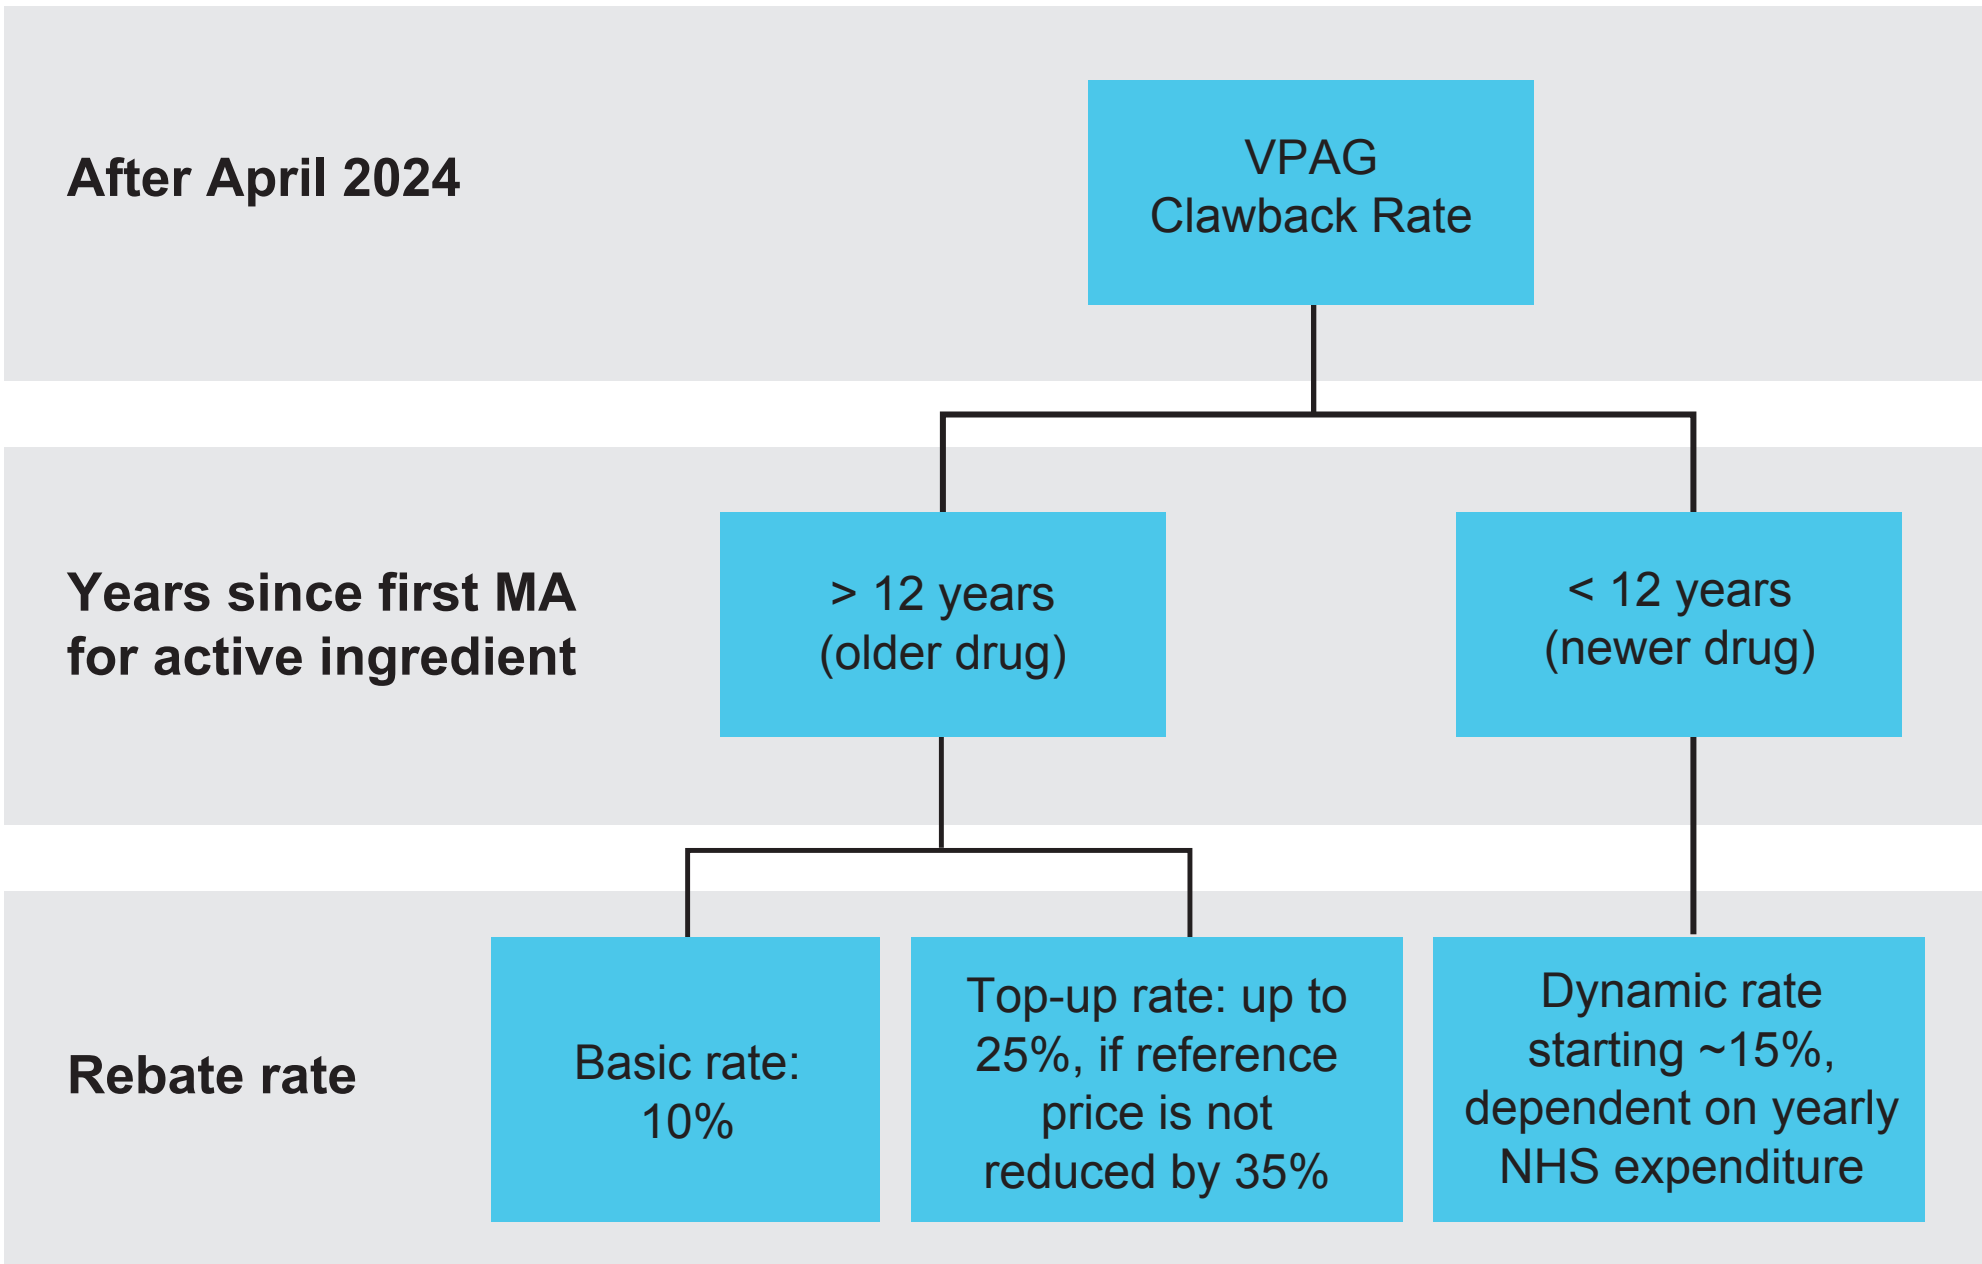 After April 2024
VPAG
Clawback Rate
Years since first MA
for active ingredient
> 12 years
(older drug)
< 12 years
(newer drug)
Rebate rate
Basic rate:
10%
Top-up rate: up to
25%, if reference
price is not
reduced by 35%
Dynamic rate
starting ~15%,
dependent on yearly
NHS expenditure